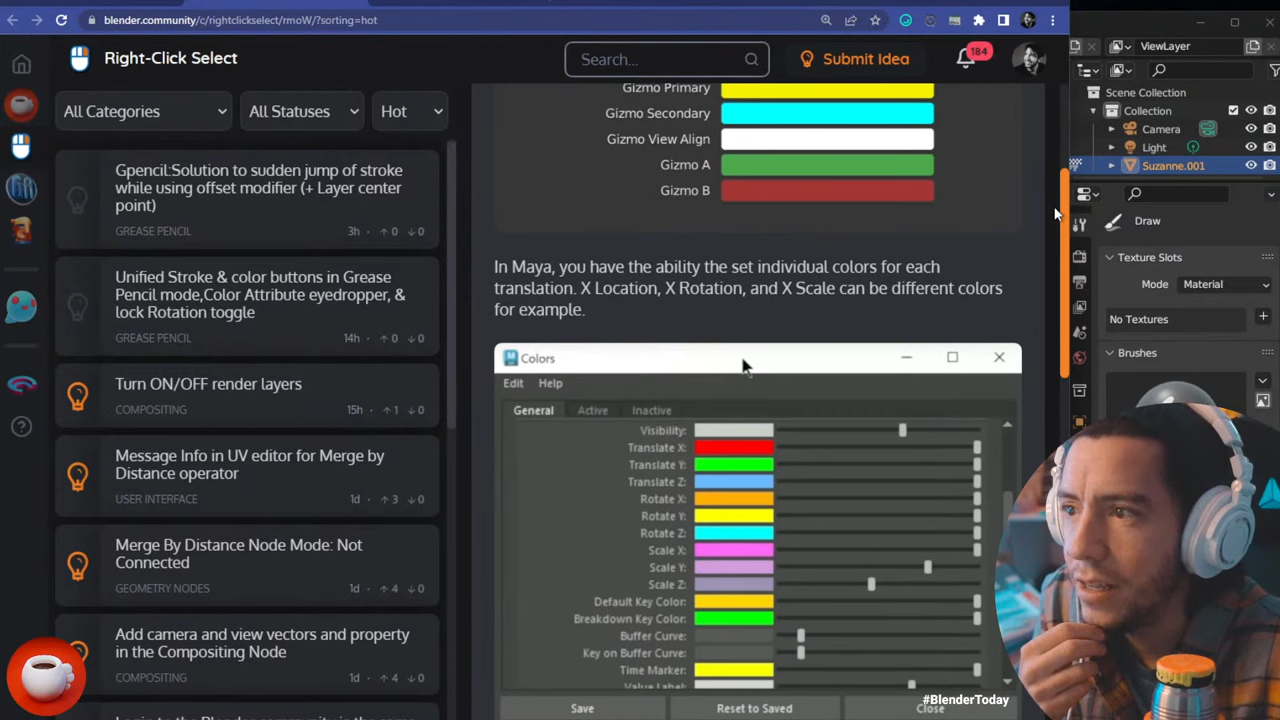 blender.community/c/rightclickselect/rmoW/?sorting=hot
Right-Click Select
Search...
Submit Idea
184
All Categories
All Statuses
Hot
Gpencil:Solution to sudden jump of stroke
while using offset modifier (+ Layer center
point)
GREASE PENCIL
3h · ↑ 0 ↓ 0
Unified Stroke & color buttons in Grease
Pencil mode,Color Attribute eyedropper, &
lock Rotation toggle
GREASE PENCIL
14h · ↑ 0 ↓ 0
Turn ON/OFF render layers
COMPOSITING
15h · ↑ 1 ↓ 0
Message Info in UV editor for Merge by
Distance operator
USER INTERFACE
1d · ↑ 3 ↓ 0
Merge By Distance Node Mode: Not
Connected
GEOMETRY NODES
1d · ↑ 4 ↓ 0
Add camera and view vectors and property
in the Compositing Node
COMPOSITING
1d · ↑ 4 ↓ 0
Gizmo Primary
Gizmo Secondary
Gizmo View Align
Gizmo A
Gizmo B
In Maya, you have the ability the set individual colors for each
translation. X Location, X Rotation, and X Scale can be different colors
for example.
Colors
Edit Help
General Active Inactive
Visibility:
Translate X:
Translate Y:
Translate Z:
Rotate X:
Rotate Y:
Rotate Z:
Scale X:
Scale Y:
Scale Z:
Default Key Color:
Breakdown Key Color:
Buffer Curve:
Key on Buffer Curve:
Time Marker:
Value Label:
Save Reset to Saved Close
ViewLayer
Scene Collection
Collection
Camera
Light
Suzanne.001
Draw
Texture Slots
Mode Material
No Textures
Brushes
#BlenderToday